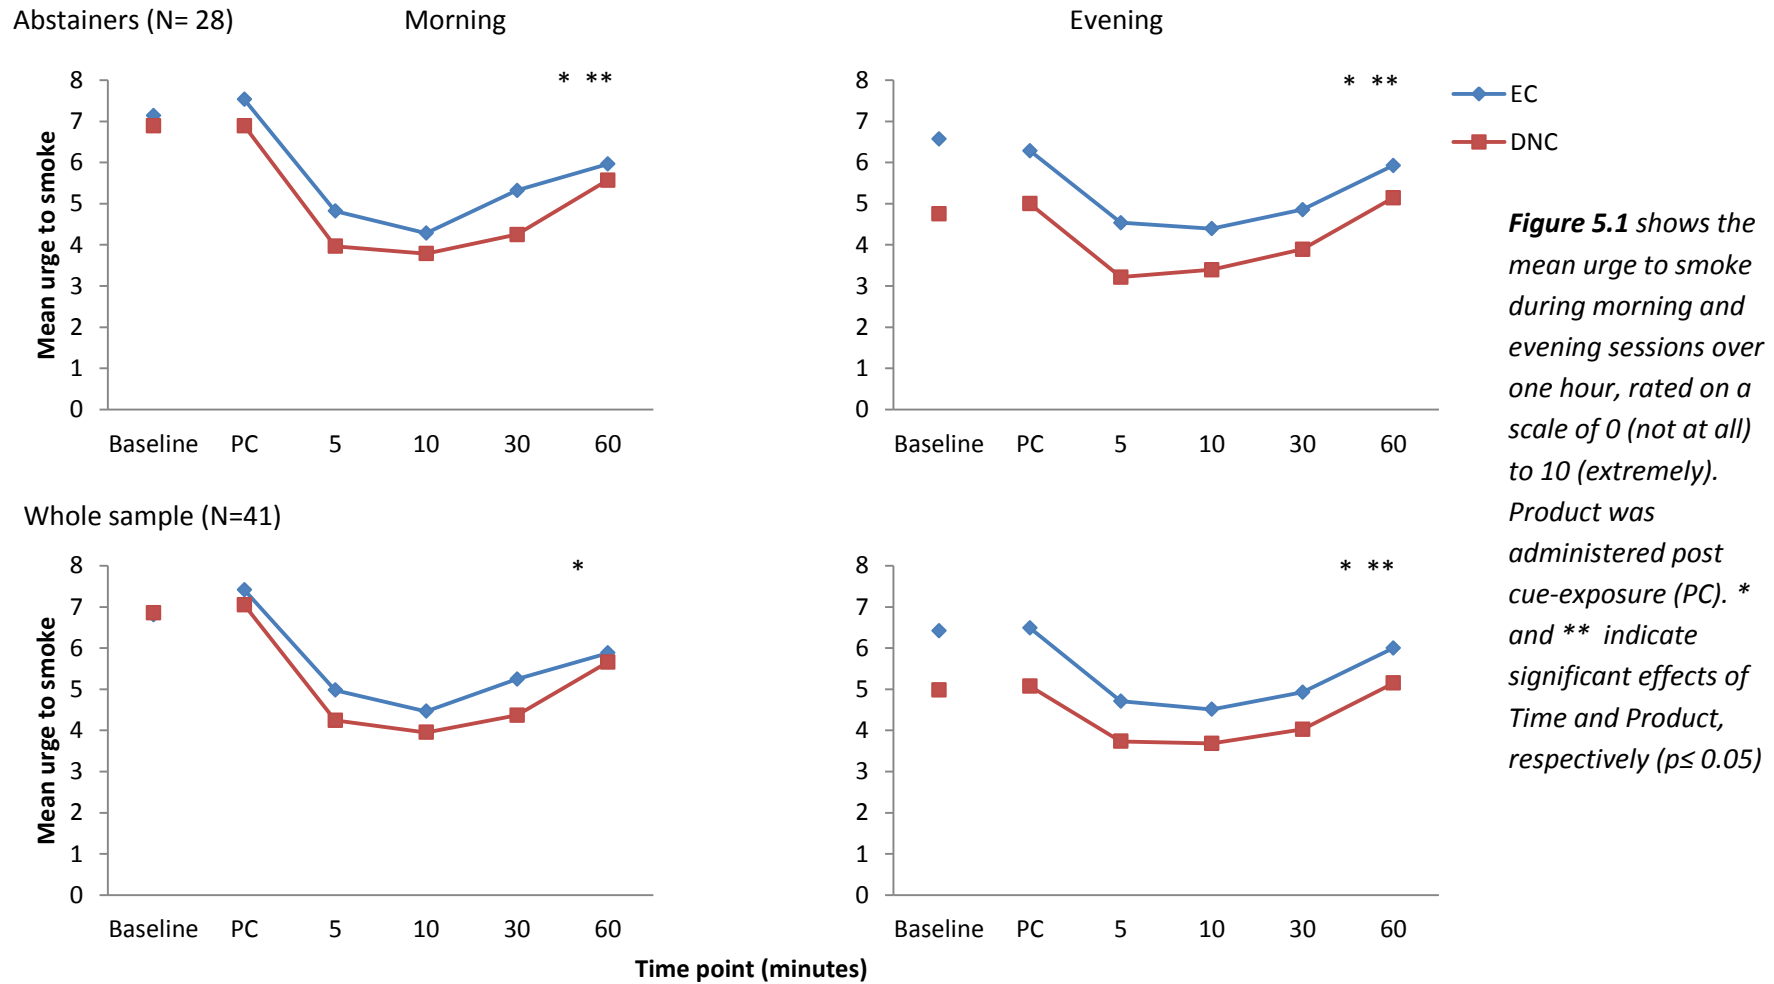 Abstainers (N= 28)
Morning
Evening
* **
* **
Mean urge to smoke
8
7
6
5
4
3
2
1
0
Baseline PC 5 10 30 60
8
7
6
5
4
3
2
1
0
Baseline PC 5 10 30 60
EC
DNC
Whole sample (N=41)
*
* **
Mean urge to smoke
8
7
6
5
4
3
2
1
0
Baseline PC 5 10 30 60
8
7
6
5
4
3
2
1
0
Baseline PC 5 10 30 60
Time point (minutes)
Figure 5.1 shows the
mean urge to smoke
during morning and
evening sessions over
one hour, rated on a
scale of 0 (not at all)
to 10 (extremely).
Product was
administered post
cue-exposure (PC). *
and ** indicate
significant effects of
Time and Product,
respectively (p≤ 0.05)